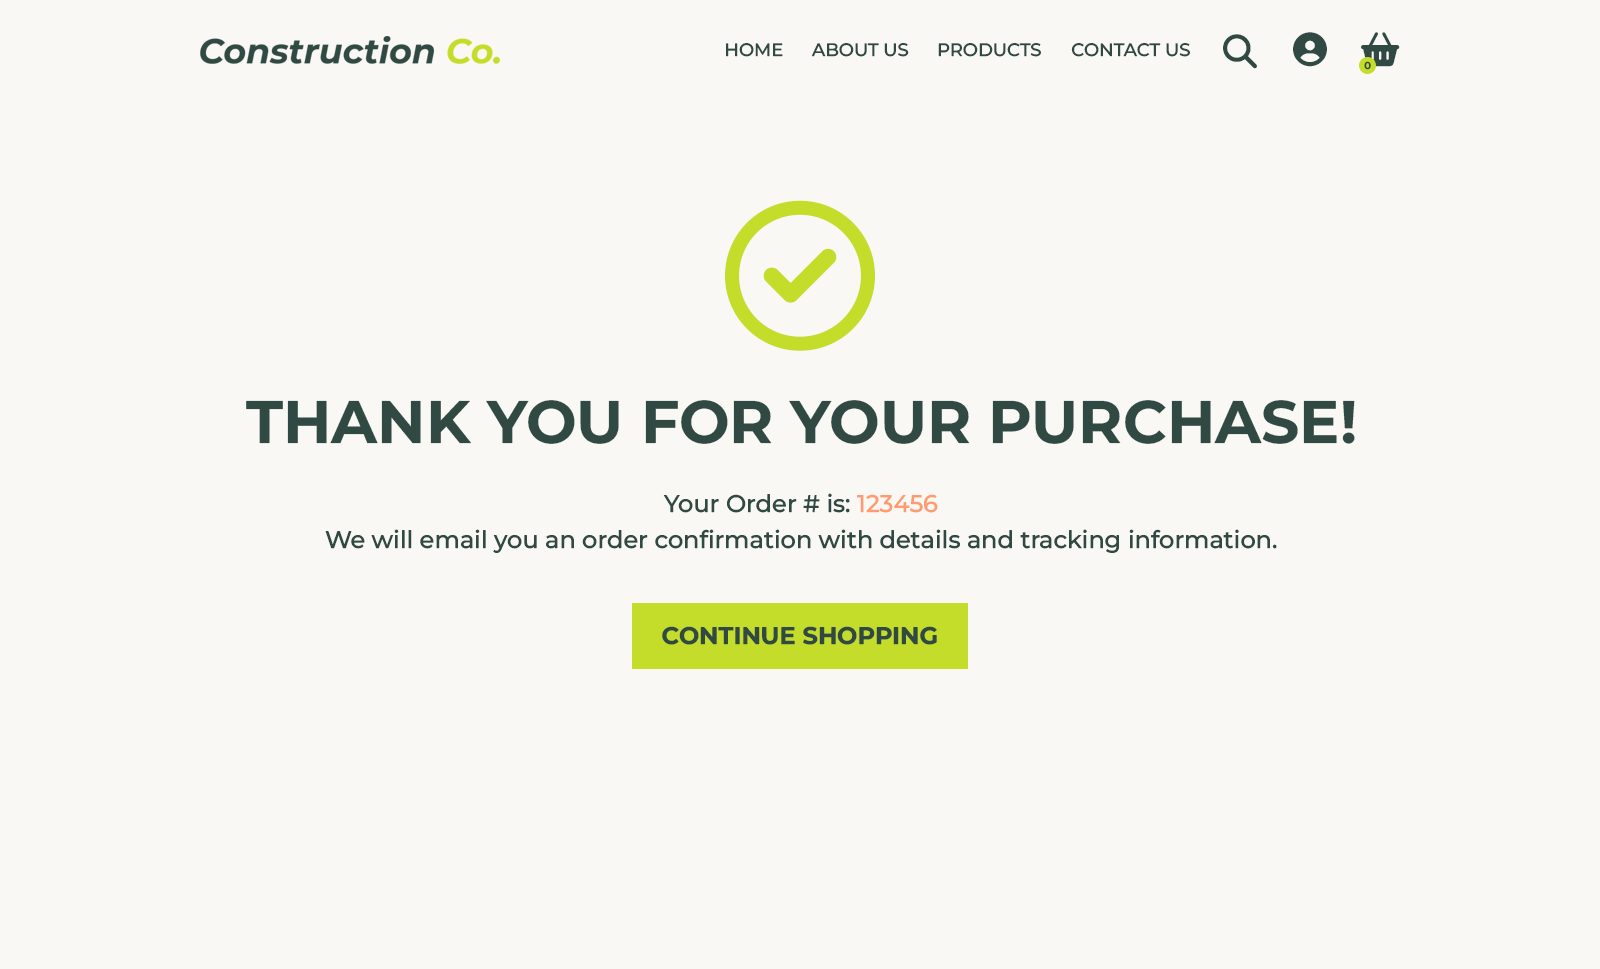 Construction Co.
HOME ABOUT US PRODUCTS CONTACT US
0
THANK YOU FOR YOUR PURCHASE!
Your Order # is: 123456
We will email you an order confirmation with details and tracking information.
CONTINUE SHOPPING